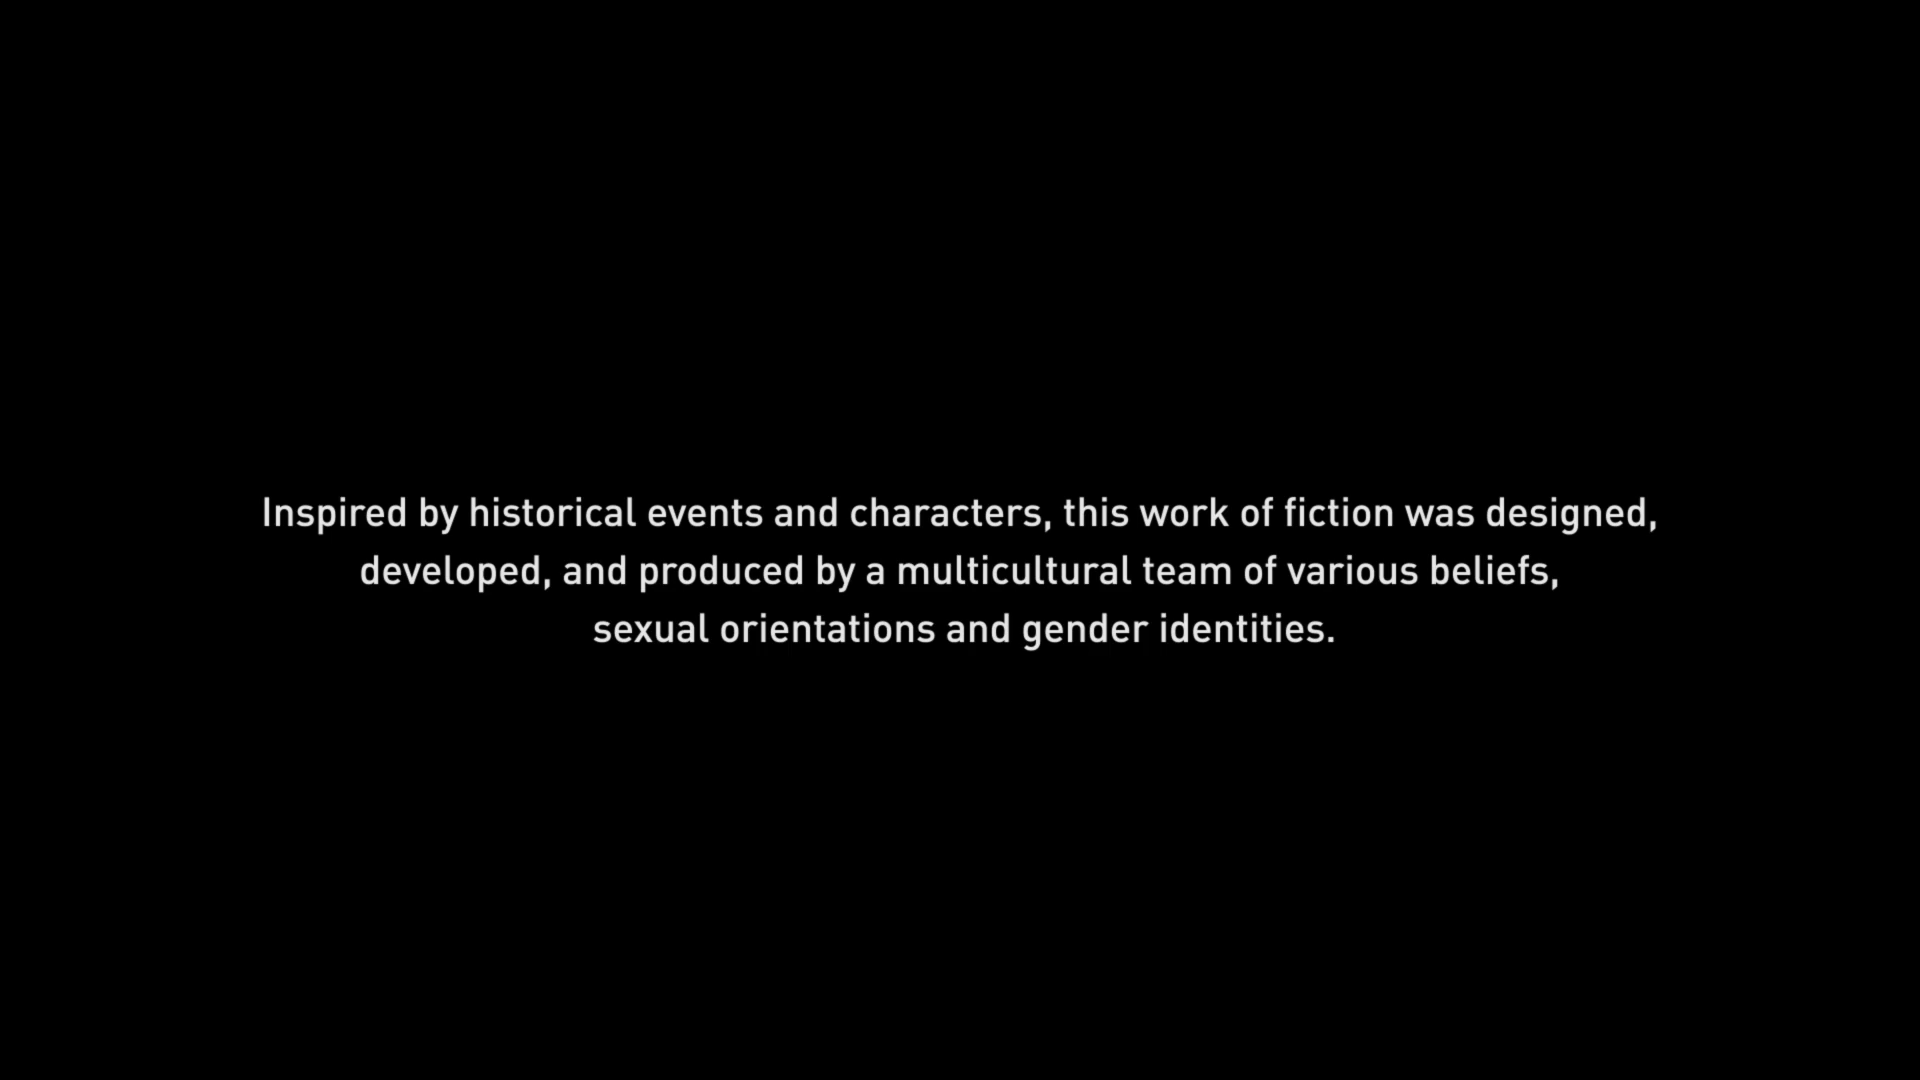 Inspired by historical events and characters, this work of fiction was designed,
developed, and produced by a multicultural team of various beliefs,
sexual orientations and gender identities.